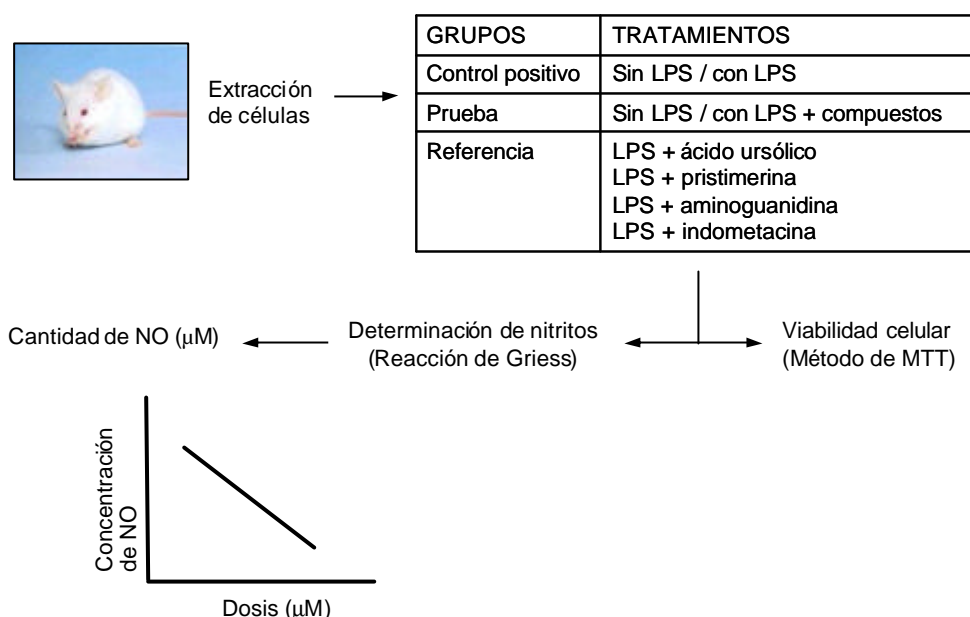 GRUPOS TRATAMIENTOS
Control positivo Sin LPS / con LPS
Prueba Sin LPS / con LPS + compuestos
Referencia LPS + ácido ursólico
LPS + pristimerina
LPS + aminoguanidina
LPS + indometacina
Extracción
de células
Cantidad de NO (µM)
Determinación de nitritos
(Reacción de Griess)
Viabilidad celular
(Método de MTT)
Concentración
de NO
Dosis (µM)